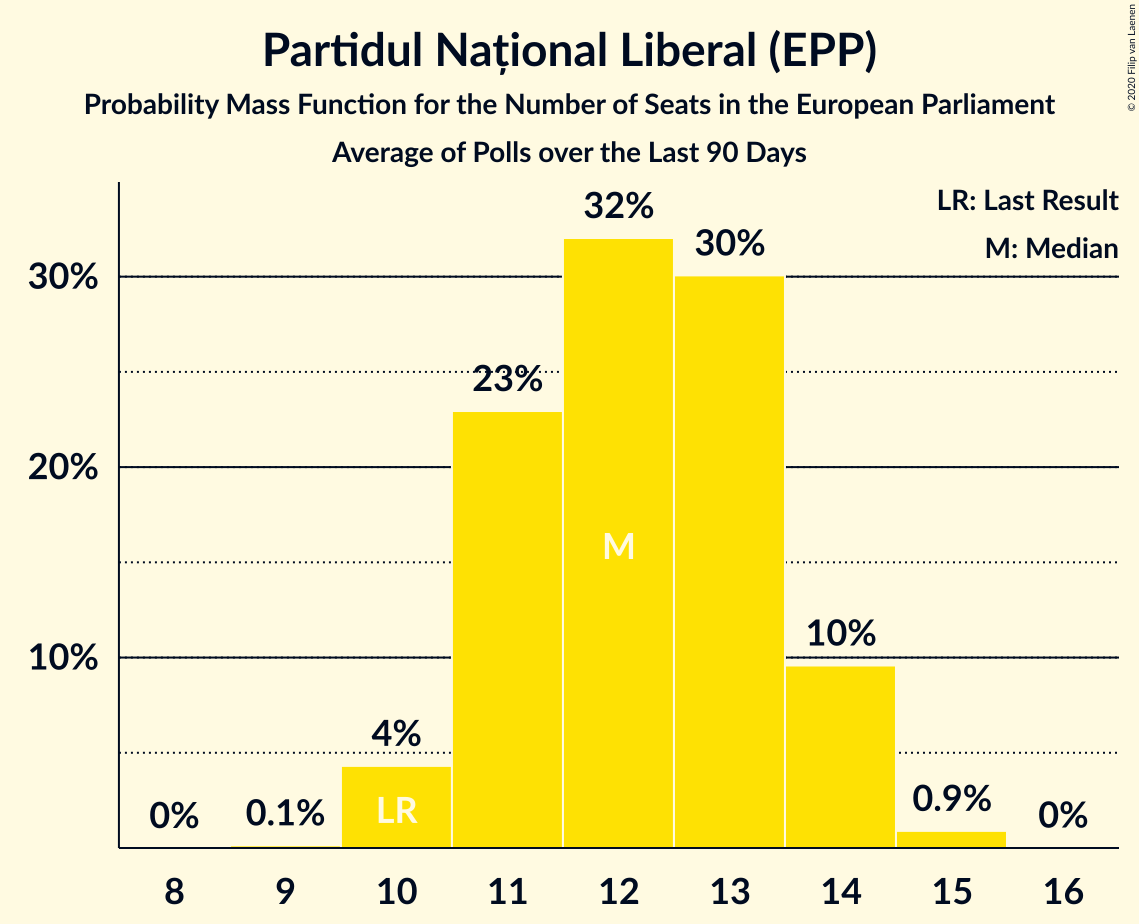 Partidul Național Liberal (EPP)
Probability Mass Function for the Number of Seats in the European Parliament
Average of Polls over the Last 90 Days
© 2020 Filip van Laenen
LR: Last Result
M: Median
30%
20%
10%
0%
0.1%
4%
23%
32%
30%
10%
0.9%
0%
LR
M
8 9 10 11 12 13 14 15 16